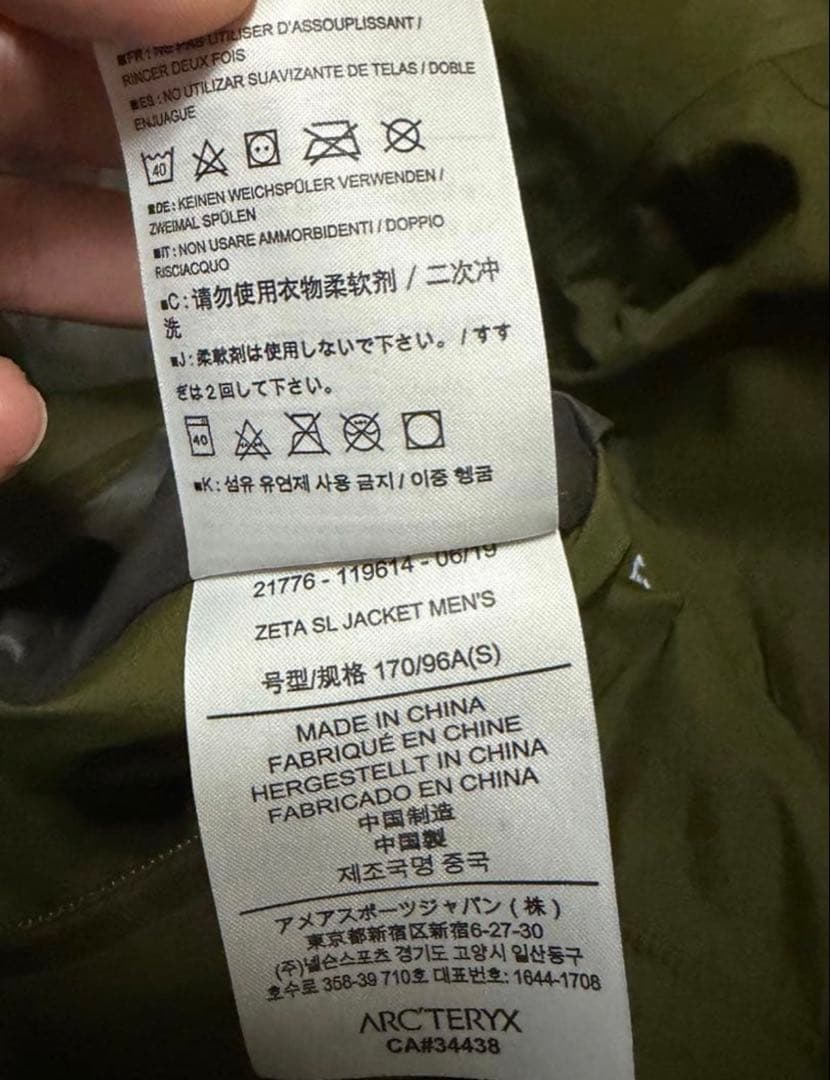 ■FR : NE PAS UTILISER D'ASSOUPLISSANT /
RINCER DEUX FOIS
■ES : NO UTILIZAR SUAVIZANTE DE TELAS / DOBLE
ENJUAGUE
40
■DE : KEINEN WEICHSPÜLER VERWENDEN /
ZWEIMAL SPÜLEN
■IT : NON USARE AMMORBIDENTI / DOPPIO
RISCIACQUO
■C : 请勿使用衣物柔软剂 / 二次冲
洗
■J : 柔軟剤は使用しないで下さい。/ すす
ぎは2回して下さい。
40
■K : 섬유 유연제 사용 금지 / 이중 헹굼
21776 - 119614 - 06/19
ZETA SL JACKET MEN'S
号型/规格 170/96A(S)
MADE IN CHINA
FABRIQUÉ EN CHINE
HERGESTELLT IN CHINA
FABRICADO EN CHINA
中国制造
中国製
제조국명 중국
アメアスポーツジャパン ( 株 )
東京都新宿区新宿6-27-30
(주)넬슨스포츠 경기도 고양시 일산동구
호수로 358-39 710호 대표번호: 1644-1708
ARC'TERYX
CA#34438